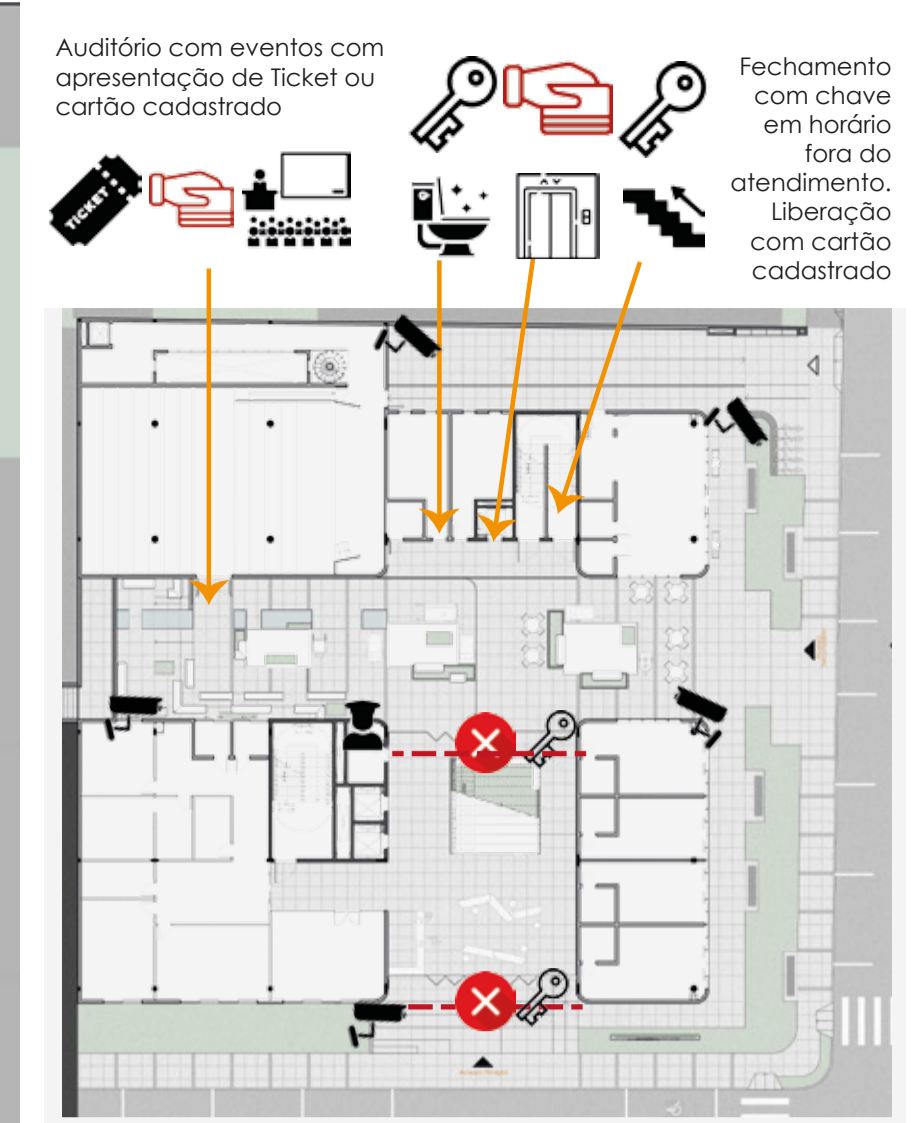 Auditório com eventos com
apresentação de Ticket ou
cartão cadastrado
TICKET
Fechamento
com chave
em horário
fora do
atendimento.
Liberação
com cartão
cadastrado